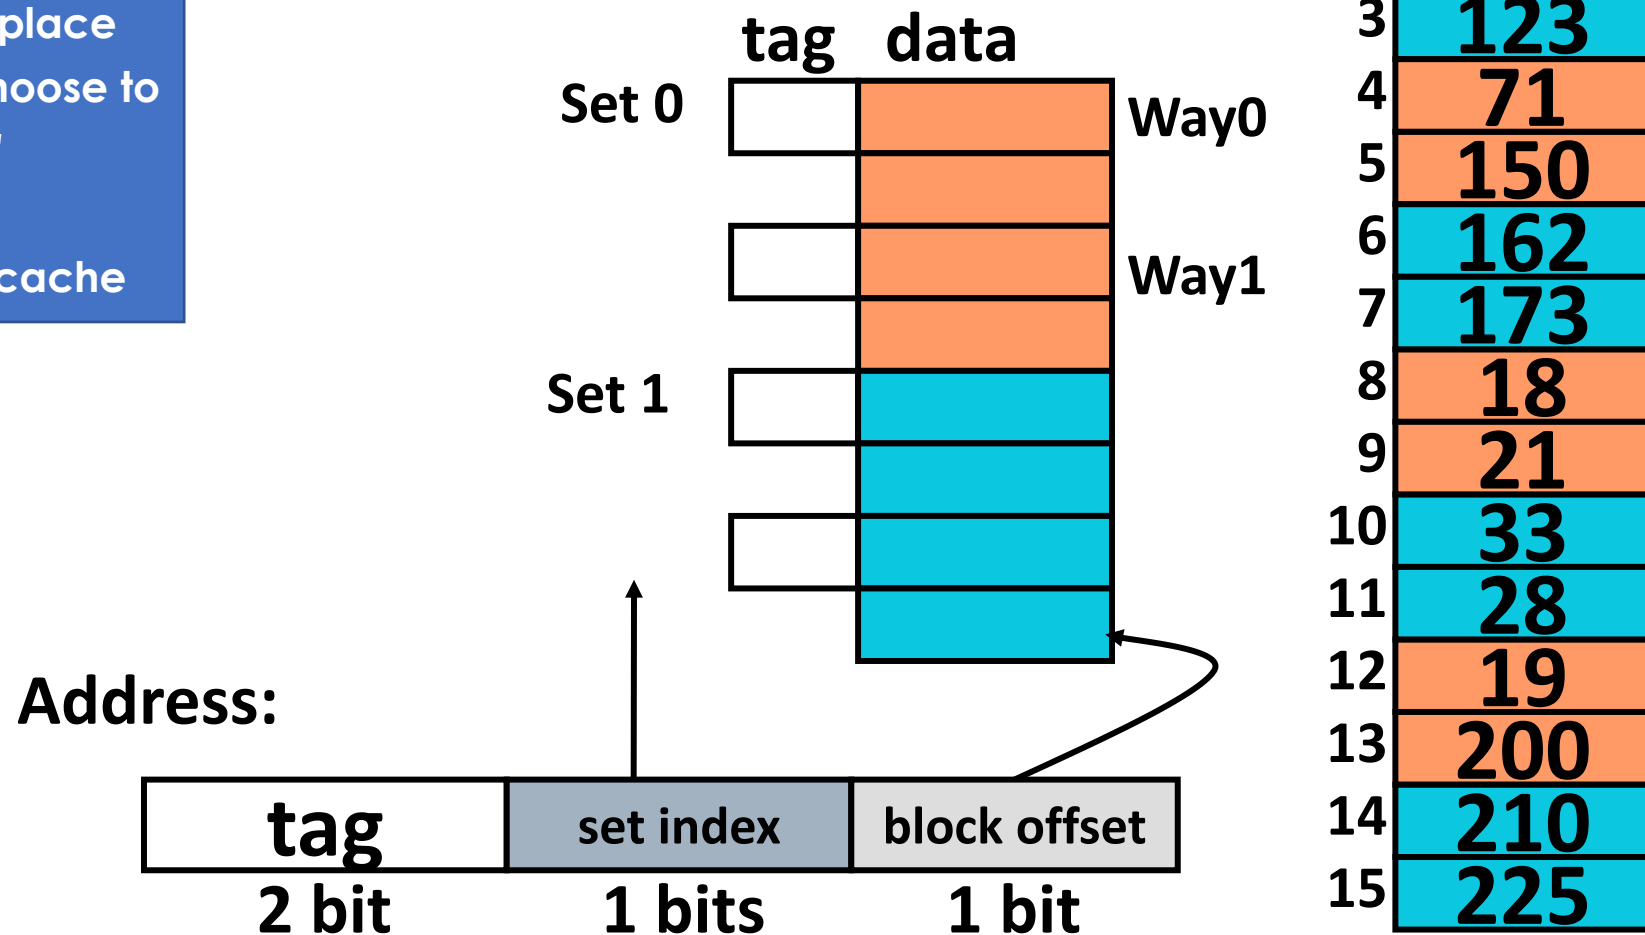 place
to
cache
tag data
Set 0
Way0
Way1
Set 1
Address:
tag set index block offset
2 bit 1 bits 1 bit
3 123
4 71
5 150
6 162
7 173
8 18
9 21
10 33
11 28
12 19
13 200
14 210
15 225